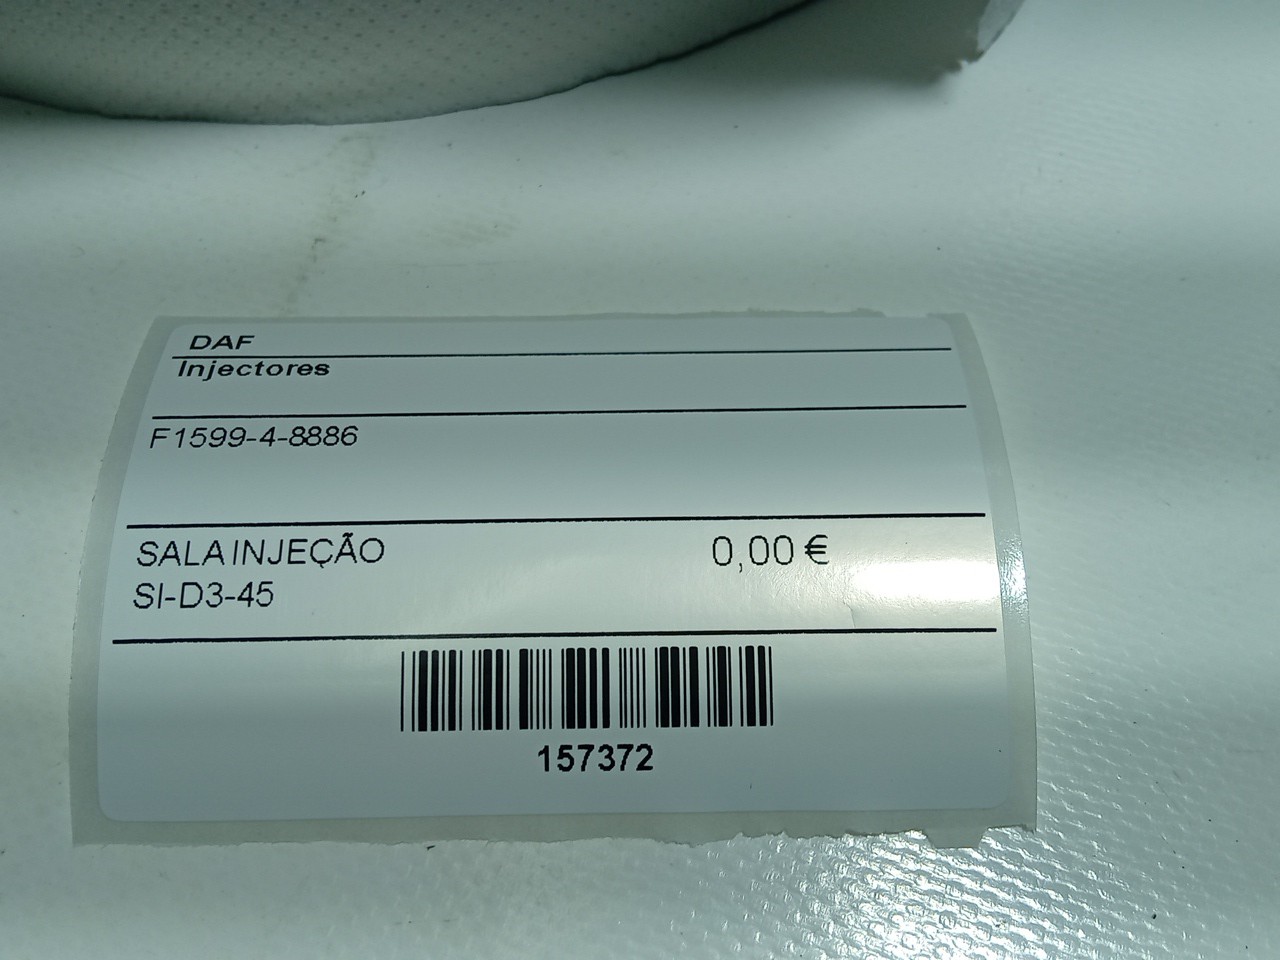 DAF
Injectores
F1599-4-8886
SALA INJEÇÃO 0,00 €
SI-D3-45
157372